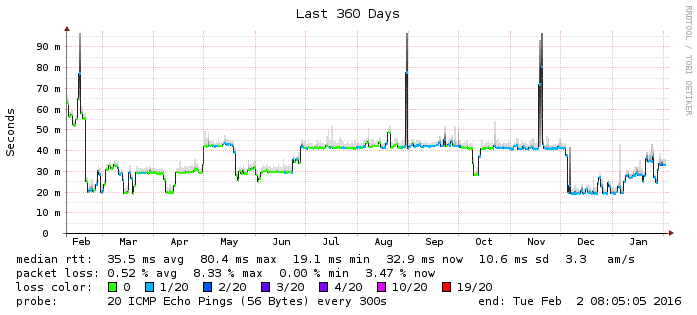 Last 360 Days
RRDTOOL / TOBI OETIKER
Seconds
90 m
80 m
70 m
60 m
50 m
40 m
30 m
20 m
10 m
0
Feb Mar Apr May Jun Jul Aug Sep Oct Nov Dec Jan
median rtt: 35.5 ms avg 80.4 ms max 19.1 ms min 32.9 ms now 10.6 ms sd 3.3 am/s
packet loss: 0.52 % avg 8.33 % max 0.00 % min 3.47 % now
loss color: 0 1/20 2/20 3/20 4/20 10/20 19/20
probe: 20 ICMP Echo Pings (56 Bytes) every 300s end: Tue Feb 2 08:05:05 2016